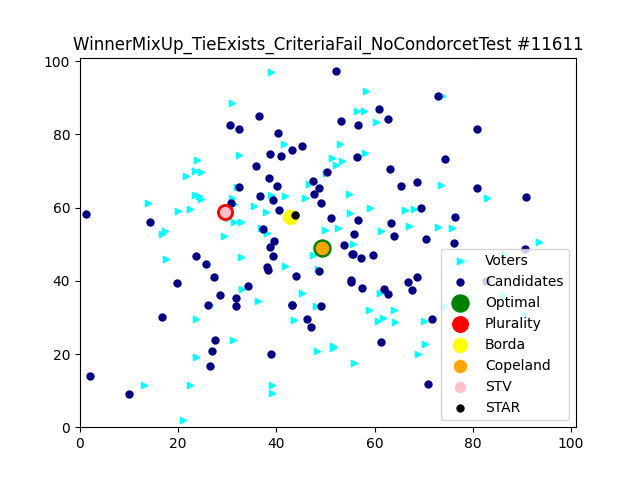 WinnerMixUp_TieExists_CriteriaFail_NoCondorcetTest #11611
100
80
60
40
20
0
0 20 40 60 80 100
Voters
Candidates
Optimal
Plurality
Borda
Copeland
STV
STAR